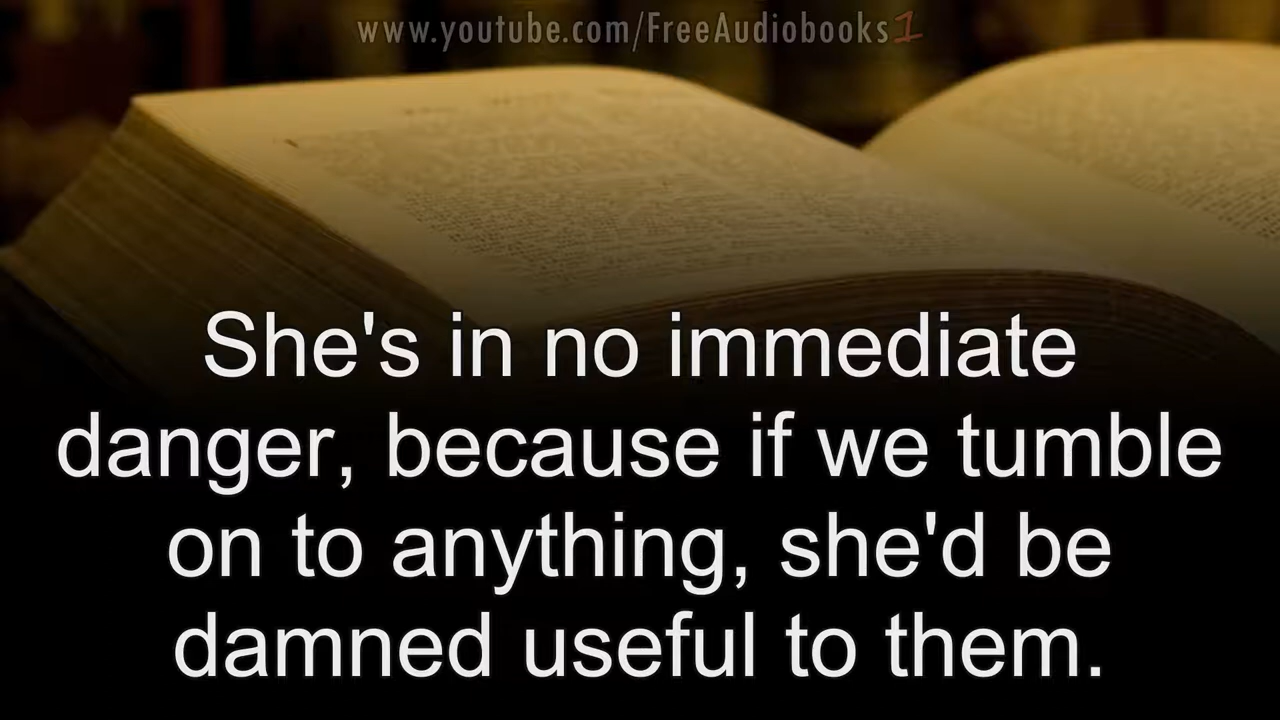 www.youtube.com/FreeAudiobooks1
She's in no immediate
danger, because if we tumble
on to anything, she'd be
damned useful to them.